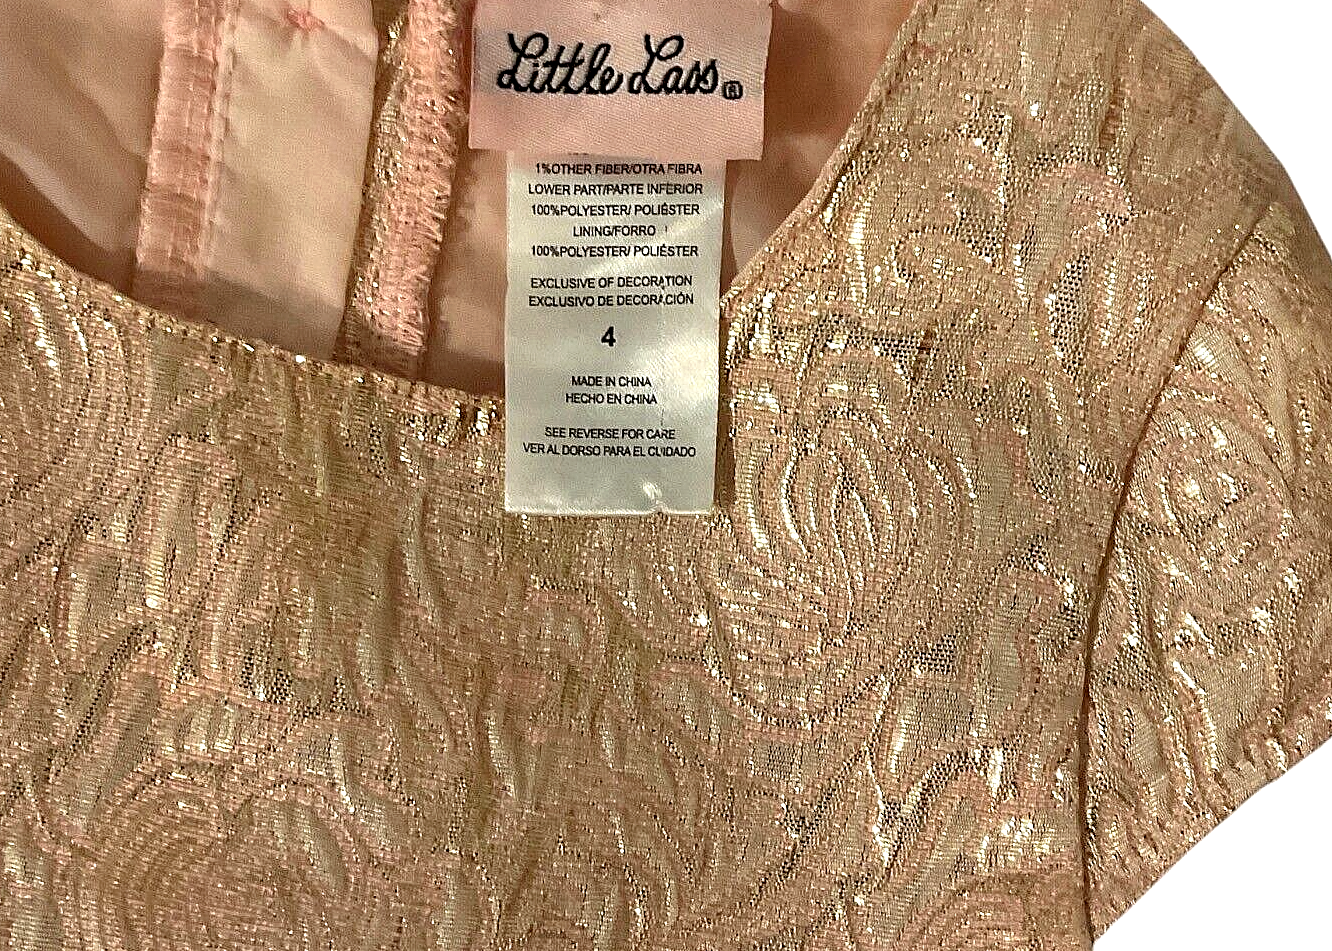 Little Lass®
1%OTHER FIBER/OTRA FIBRA
LOWER PART/PARTE INFERIOR
100%POLYESTER/ POLIÉSTER
LINING/FORRO
100%POLYESTER/ POLIÉSTER
EXCLUSIVE OF DECORATION
EXCLUSIVO DE DECORACIÓN
4
MADE IN CHINA
HECHO EN CHINA
SEE REVERSE FOR CARE
VER AL DORSO PARA EL CUIDADO